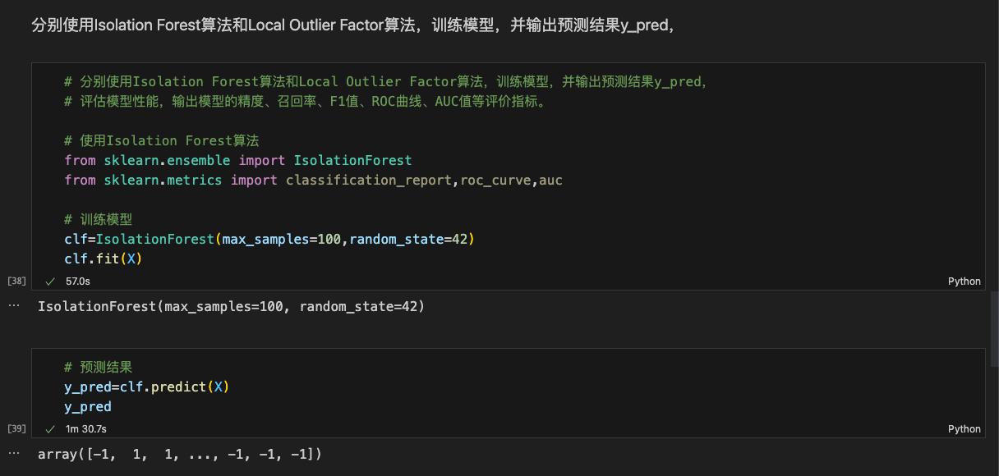 分别使用Isolation Forest算法和Local Outlier Factor算法，训练模型，并输出预测结果y_pred，
# 分别使用Isolation Forest算法和Local Outlier Factor算法，训练模型，并输出预测结果y_pred，
# 评估模型性能，输出模型的精度、召回率、F1值、ROC曲线、AUC值等评价指标。
# 使用Isolation Forest算法
from sklearn.ensemble import IsolationForest
from sklearn.metrics import classification_report,roc_curve,auc
# 训练模型
clf=IsolationForest(max_samples=100,random_state=42)
clf.fit(X)
[38] ✓ 57.0s Python
... IsolationForest(max_samples=100, random_state=42)
# 预测结果
y_pred=clf.predict(X)
y_pred
[39] ✓ 1m 30.7s Python
... array([-1,  1,  1, ..., -1, -1, -1])